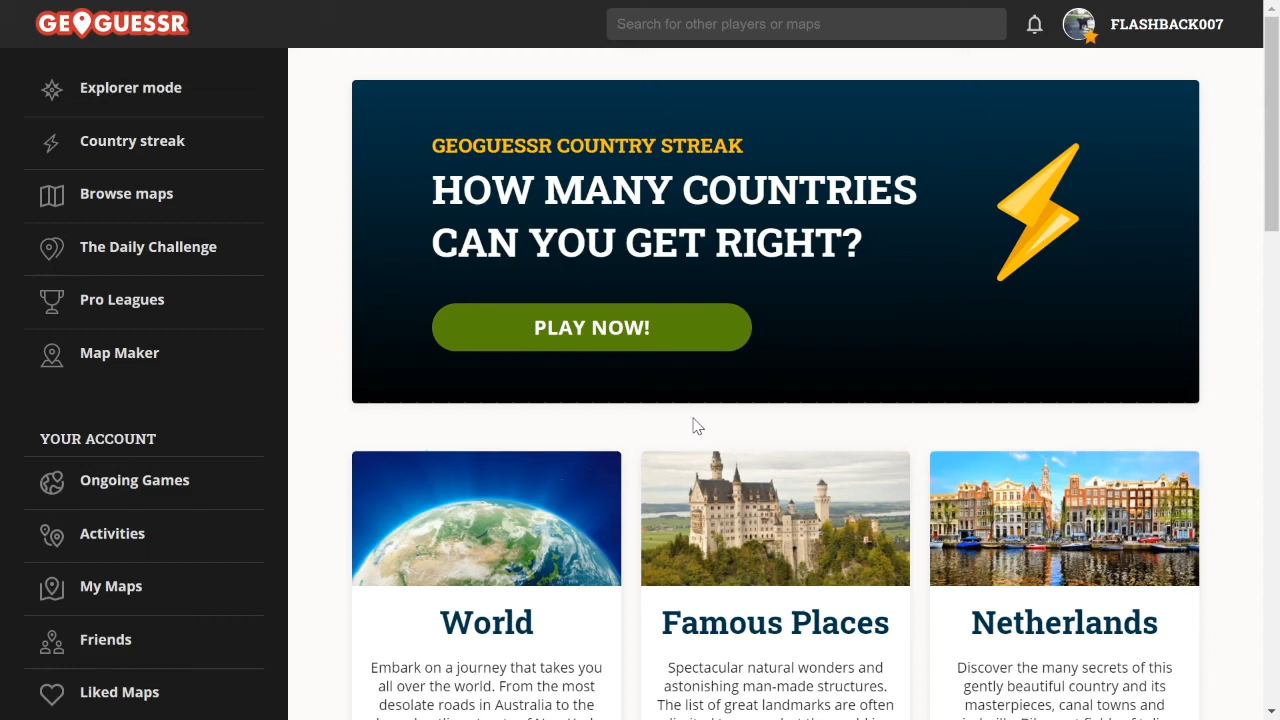 GEOGUESSR
Search for other players or maps
FLASHBACK007
Explorer mode
Country streak
Browse maps
The Daily Challenge
Pro Leagues
Map Maker
YOUR ACCOUNT
Ongoing Games
Activities
My Maps
Friends
Liked Maps
GEOGUESSR COUNTRY STREAK
HOW MANY COUNTRIES
CAN YOU GET RIGHT?
PLAY NOW!
World
Embark on a journey that takes you
all over the world. From the most
desolate roads in Australia to the
Famous Places
Spectacular natural wonders and
astonishing man-made structures.
The list of great landmarks are often
Netherlands
Discover the many secrets of this
gently beautiful country and its
masterpieces, canal towns and